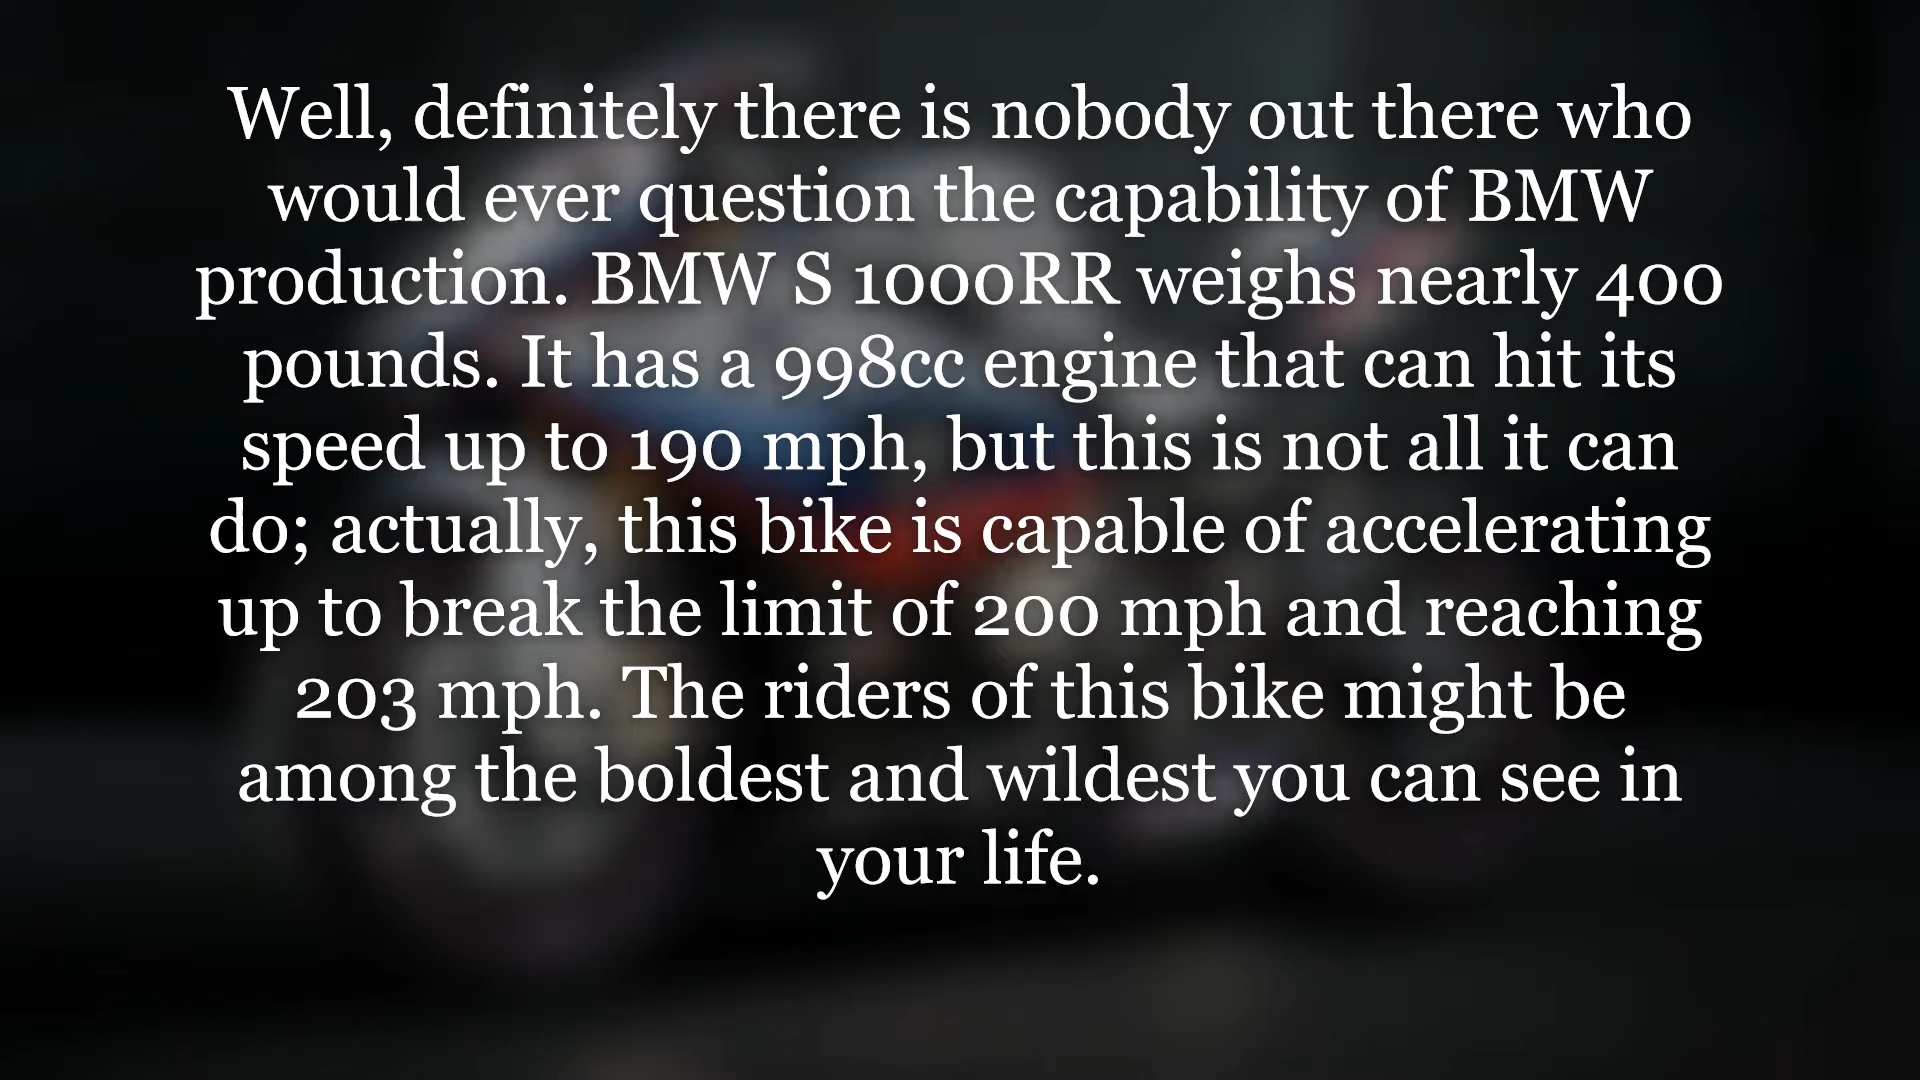 Well, definitely there is nobody out there who
would ever question the capability of BMW
production. BMW S 1000RR weighs nearly 400
pounds. It has a 998cc engine that can hit its
speed up to 190 mph, but this is not all it can
do; actually, this bike is capable of accelerating
up to break the limit of 200 mph and reaching
203 mph. The riders of this bike might be
among the boldest and wildest you can see in
your life.